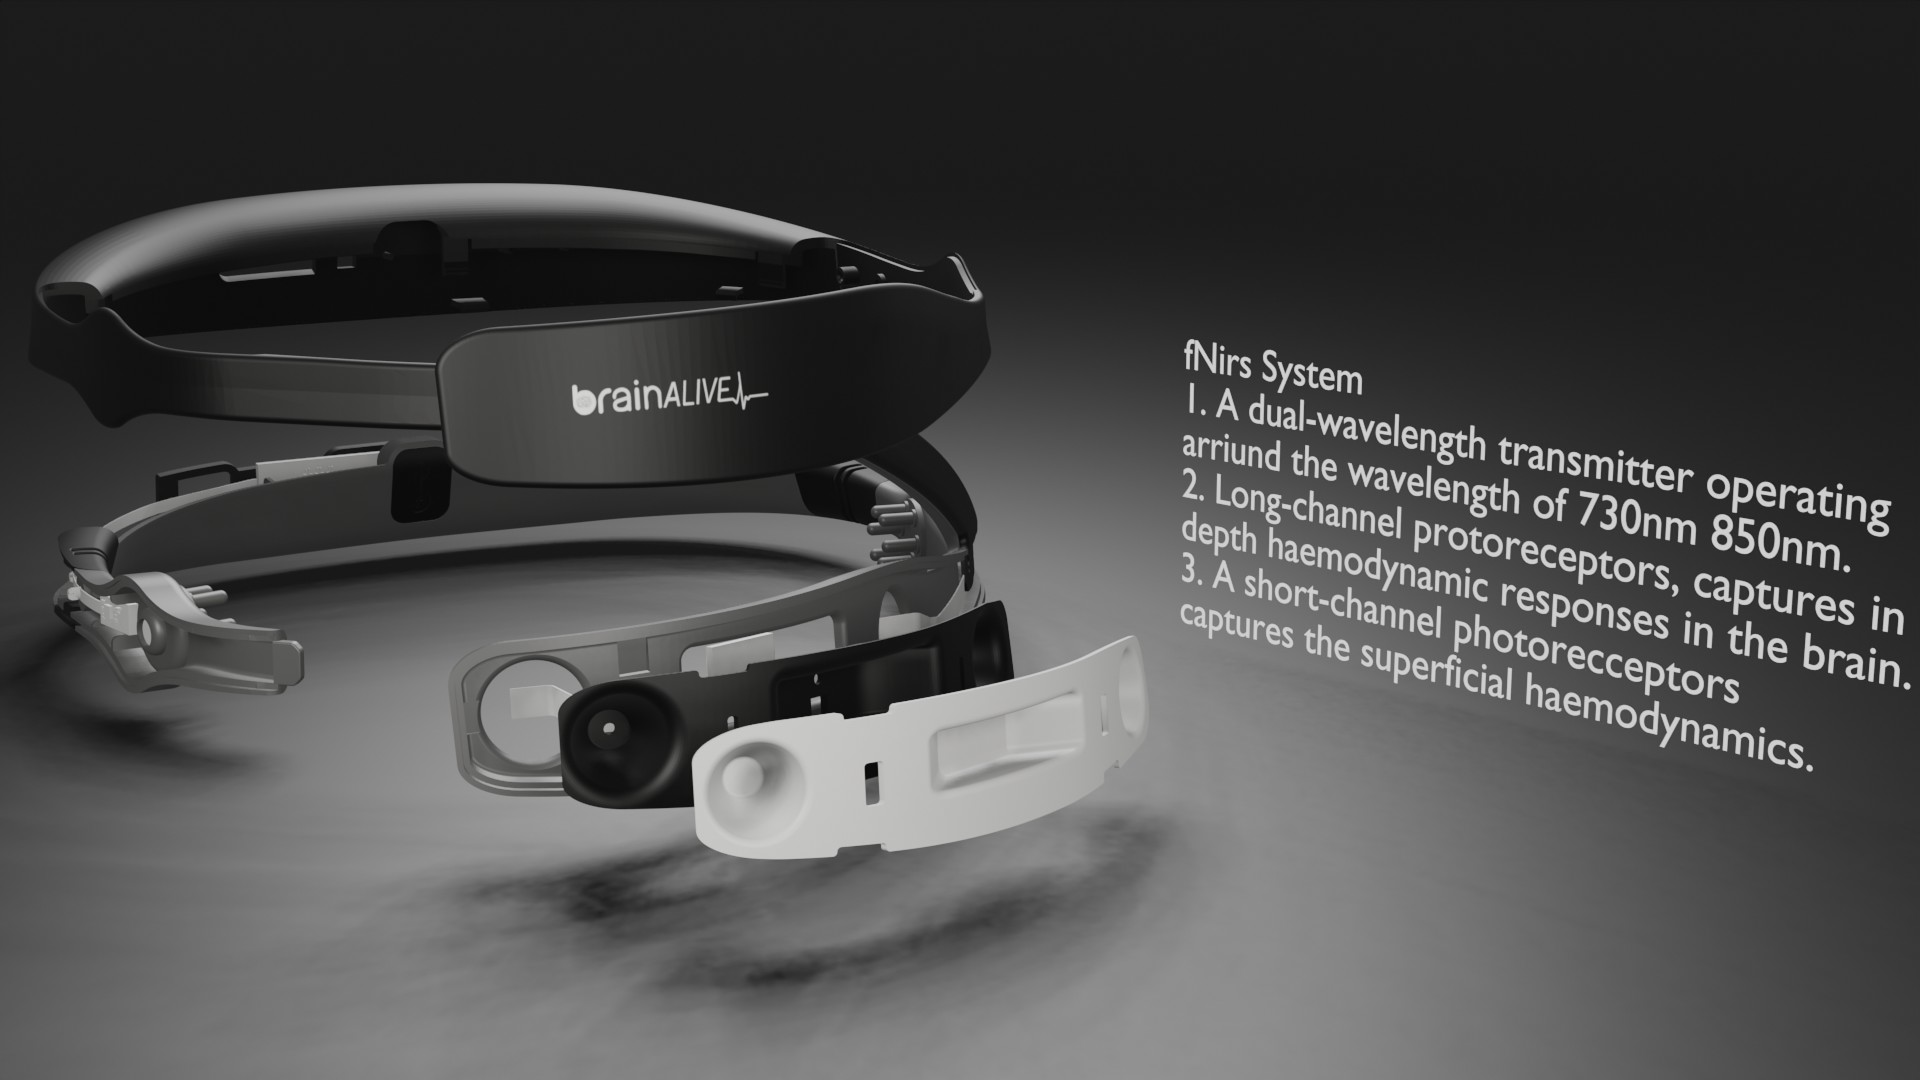 brainALIVE
fNirs System
1. A dual-wavelength transmitter operating
arriund the wavelength of 730nm 850nm.
2. Long-channel protoreceptors, captures in
depth haemodynamic responses in the brain.
3. A short-channel photorecceptors
captures the superficial haemodynamics.